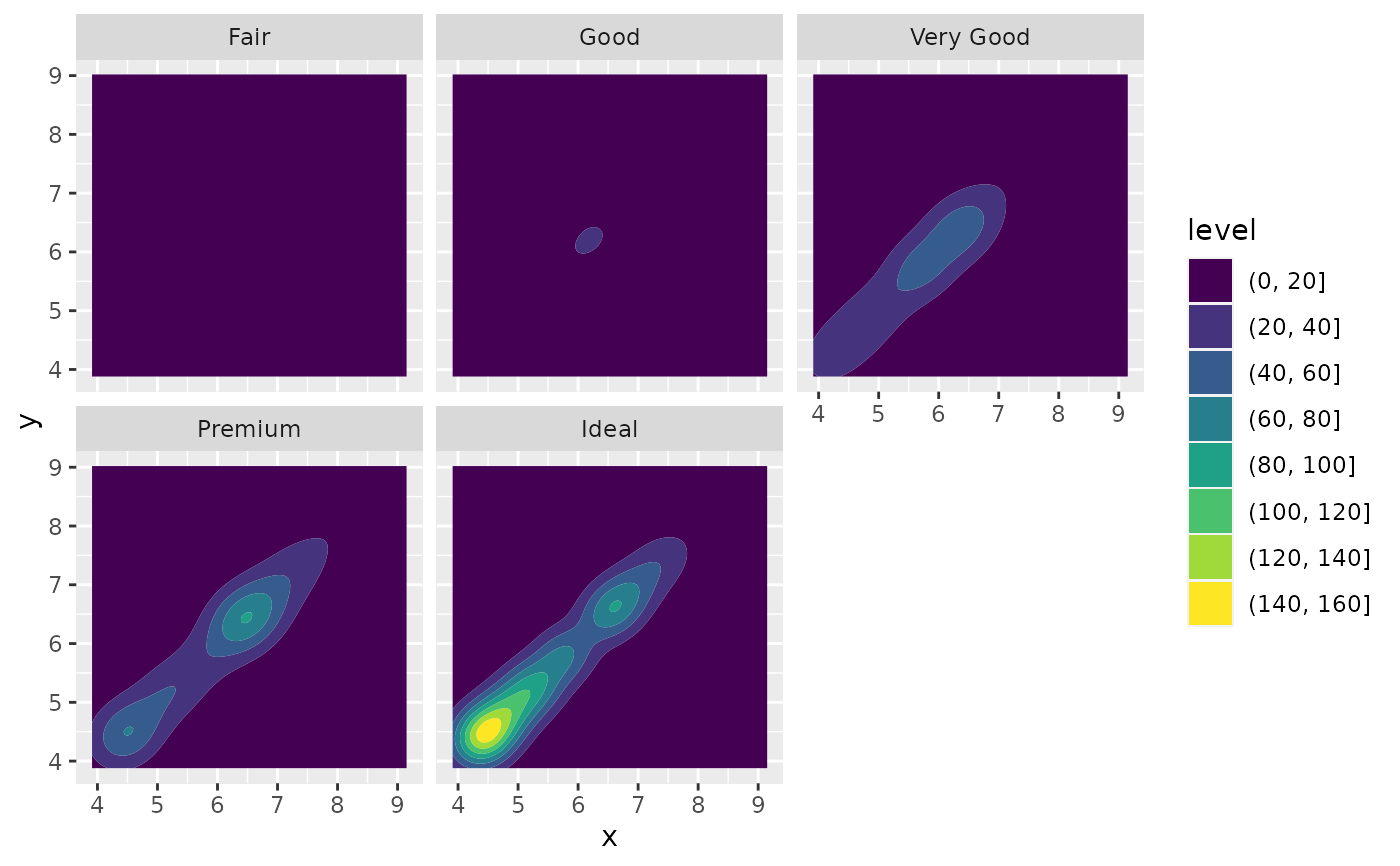 Fair
Good
Very Good
9
8
7
6
5
4
4 5 6 7 8 9
y
Premium
Ideal
9
8
7
6
5
4
4 5 6 7 8 9
4 5 6 7 8 9
x
level
(0, 20]
(20, 40]
(40, 60]
(60, 80]
(80, 100]
(100, 120]
(120, 140]
(140, 160]